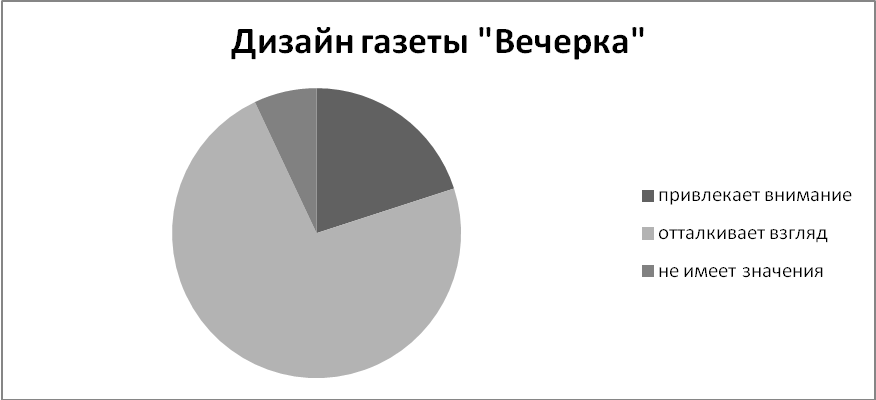 Дизайн газеты "Вечерка"
привлекает внимание
отталкивает взгляд
не имеет значения